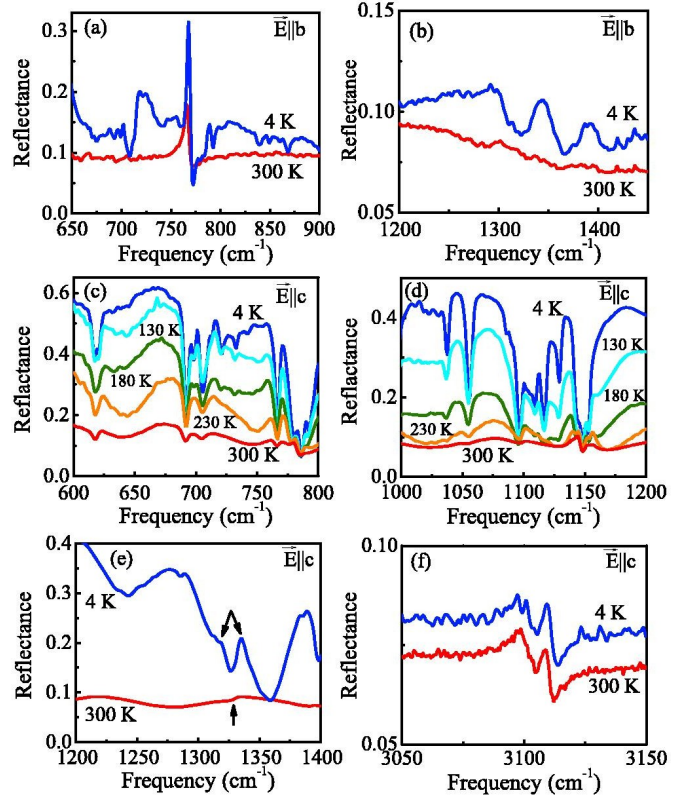 (a) E||b
0.3
0.2
0.1
0.0
4 K
300 K
Reflectance
650 700 750 800 850 900
Frequency (cm-1)
(b) E||b
0.15
0.10
0.05
4 K
300 K
Reflectance
1200 1300 1400
Frequency (cm-1)
(c) E||c
0.6
0.4
0.2
0.0
4 K
130 K
180 K
230 K
300 K
Reflactance
600 650 700 750 800
Frequency (cm-1)
(d) E||c
0.4
0.2
0.0
4 K
130 K
180 K
230 K
300 K
Reflactance
1000 1050 1100 1150 1200
Frequency (cm-1)
(e) E||c
0.4
0.3
0.2
0.1
0.0
4 K
300 K
Reflectance
1200 1250 1300 1350 1400
Frequency (cm-1)
(f) E||c
0.10
0.05
4 K
300 K
Reflectance
3050 3100 3150
Frequency (cm-1)